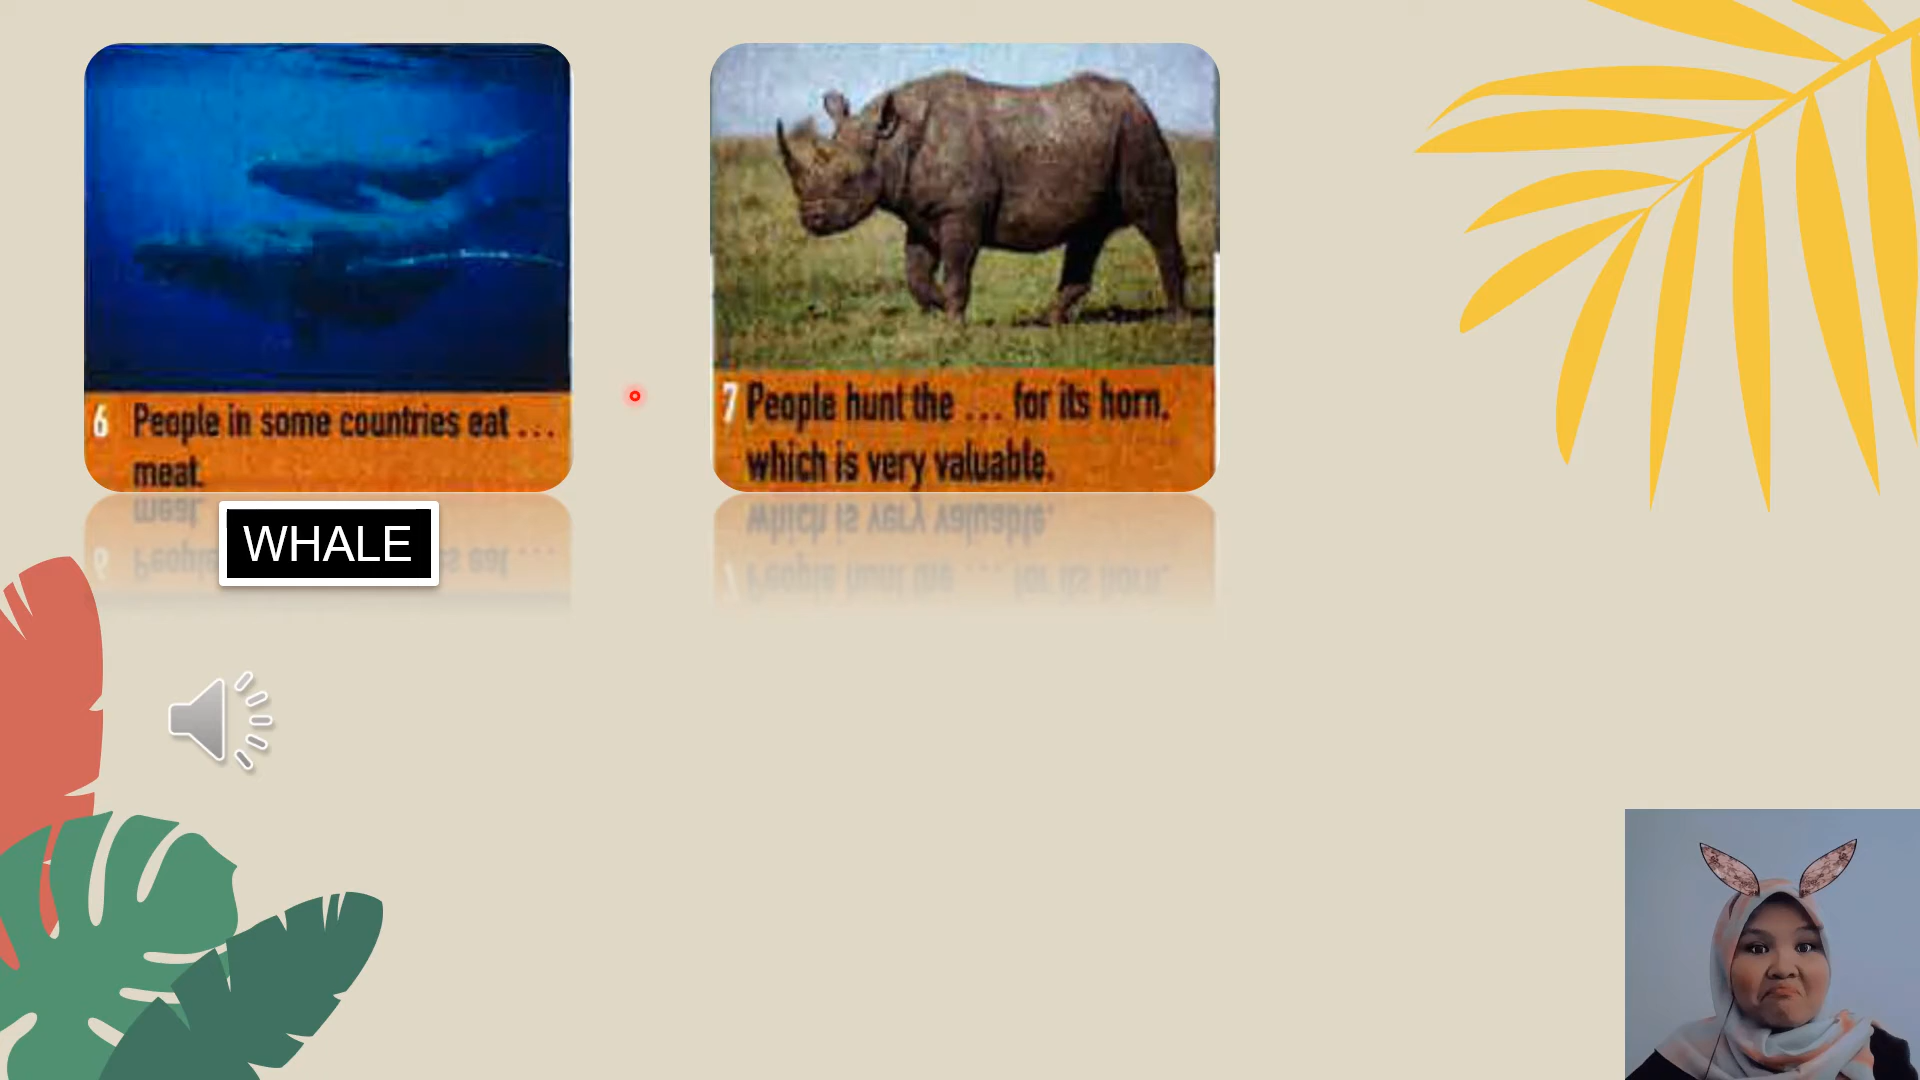 6 People in some countries eat ...
meat.
WHALE
7 People hunt the ... for its horn,
which is very valuable.